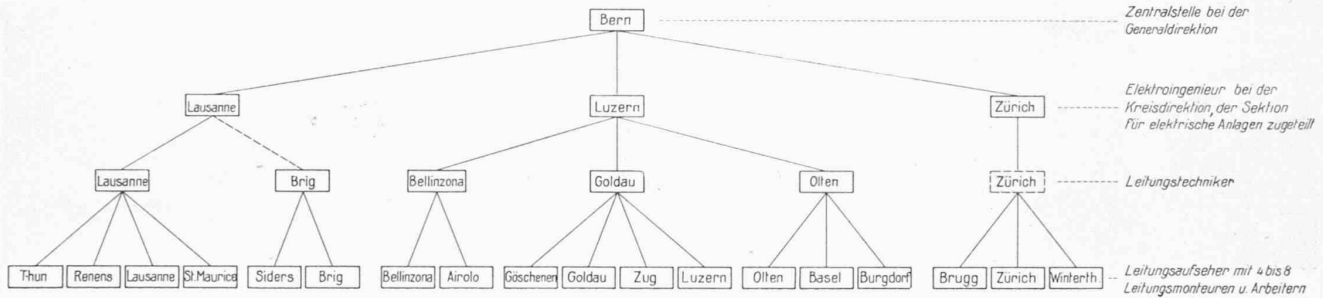 Bern
Zentralstelle bei der
Generaldirektion
Lausanne
Luzern
Zürich
Elektroingenieur bei der
Kreisdirektion, der Sektion
für elektrische Anlagen zugeteilt
Lausanne
Brig
Bellinzona
Goldau
Olten
Zürich
Leitungstechniker
Thun
Renens
Lausanne
St.Maurice
Siders
Brig
Bellinzona
Airolo
Göschenen
Goldau
Zug
Luzern
Olten
Basel
Burgdorf
Brugg
Zürich
Winterth
Leitungsaufseher mit 4 bis 8
Leitungsmonteuren u. Arbeitern